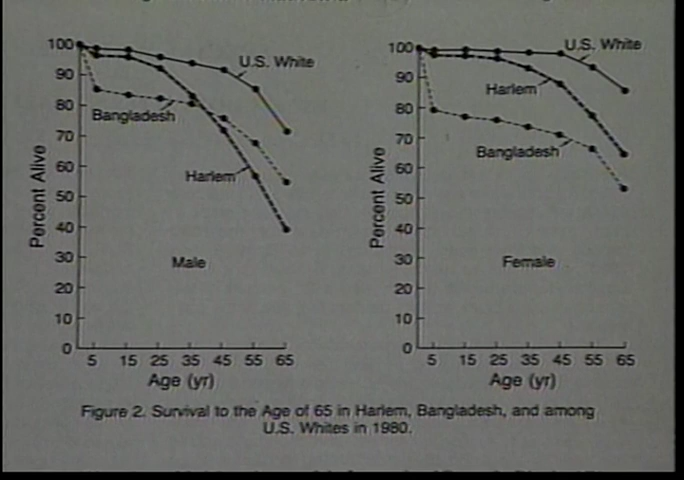 100
90
80
70
60
50
40
30
20
10
0
Percent Alive
U.S. White
Bangladesh
Harlem
Male
5 15 25 35 45 55 65
Age (yr)
100
90
80
70
60
50
40
30
20
10
0
Percent Alive
U.S. White
Harlem
Bangladesh
Female
5 15 25 35 45 55 65
Age (yr)
Figure 2. Survival to the Age of 65 in Harlem, Bangladesh, and among
U.S. Whites in 1980.